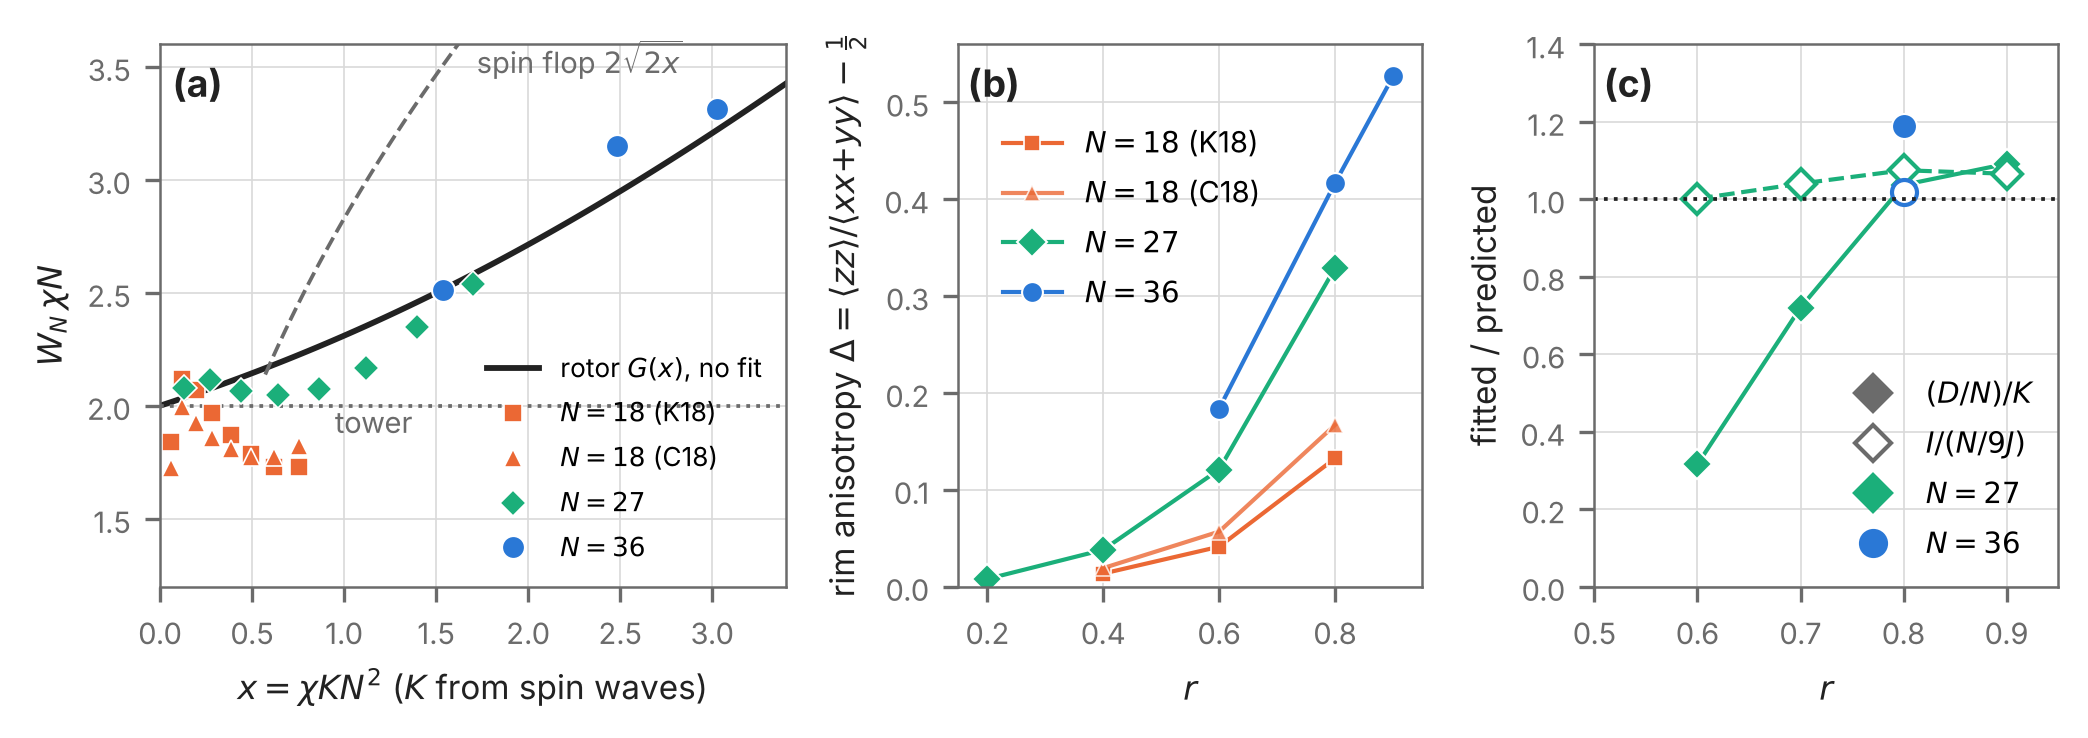 (a)
spin flop 2√2x
rotor G(x), no fit
tower
N = 18 (K18)
N = 18 (C18)
N = 27
N = 36
3.5
3.0
2.5
2.0
1.5
0.0 0.5 1.0 1.5 2.0 2.5 3.0
W_N χN
x = χKN² (K from spin waves)
(b)
N = 18 (K18)
N = 18 (C18)
N = 27
N = 36
0.5
0.4
0.3
0.2
0.1
0.0
0.2 0.4 0.6 0.8
rim anisotropy Δ = ⟨zz⟩/⟨xx+yy⟩ − ½
r
(c)
(D/N)/K
I/(N/9J)
N = 27
N = 36
1.4
1.2
1.0
0.8
0.6
0.4
0.2
0.0
0.5 0.6 0.7 0.8 0.9
fitted / predicted
r